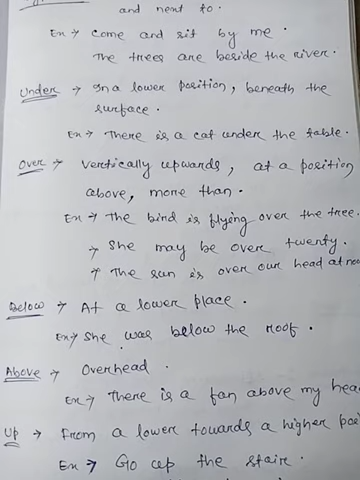 and next to.
Ex → Come and sit by me.
The trees are beside the river.
Under → In a lower position, beneath the
surface.
Ex → There is a cat under the table.
Over → Vertically upwards, at a position
above, more than.
Ex → The bird is flying over the tree.
→ She may be over twenty.
→ The sun is over our head at
Below → At a lower place.
Ex → She was below the roof.
Above → Overhead.
Ex → There is a fan above my
Up → From a lower towards a higher
Ex → Go up the stair.